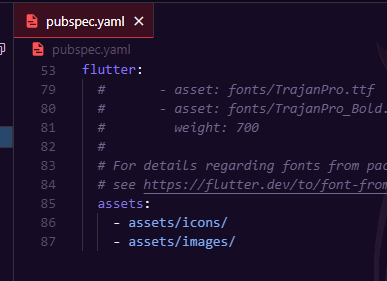 pubspec.yaml
pubspec.yaml
53 flutter:
79 # - asset: fonts/TrajanPro.ttf
80 # - asset: fonts/TrajanPro_Bold.
81 # weight: 700
82 #
83 # For details regarding fonts from pac
84 # see https://flutter.dev/to/font-from
85 assets:
86 - assets/icons/
87 - assets/images/